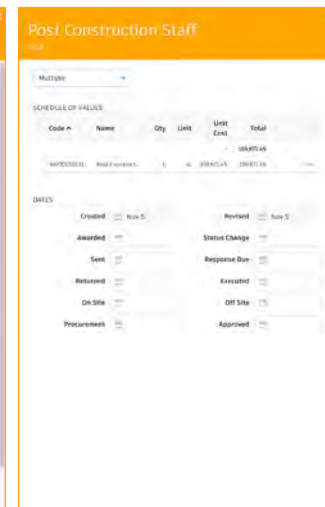 Post Construction Staff
Multiple
SCHEDULE OF VALUES
Code Name Qty Unit Unit Cost Total
DATES
Created Nov 5 Revised Nov 5
Awarded Status Change
Sent Response Due
Returned Executed
On Site Off Site
Procurement Approved